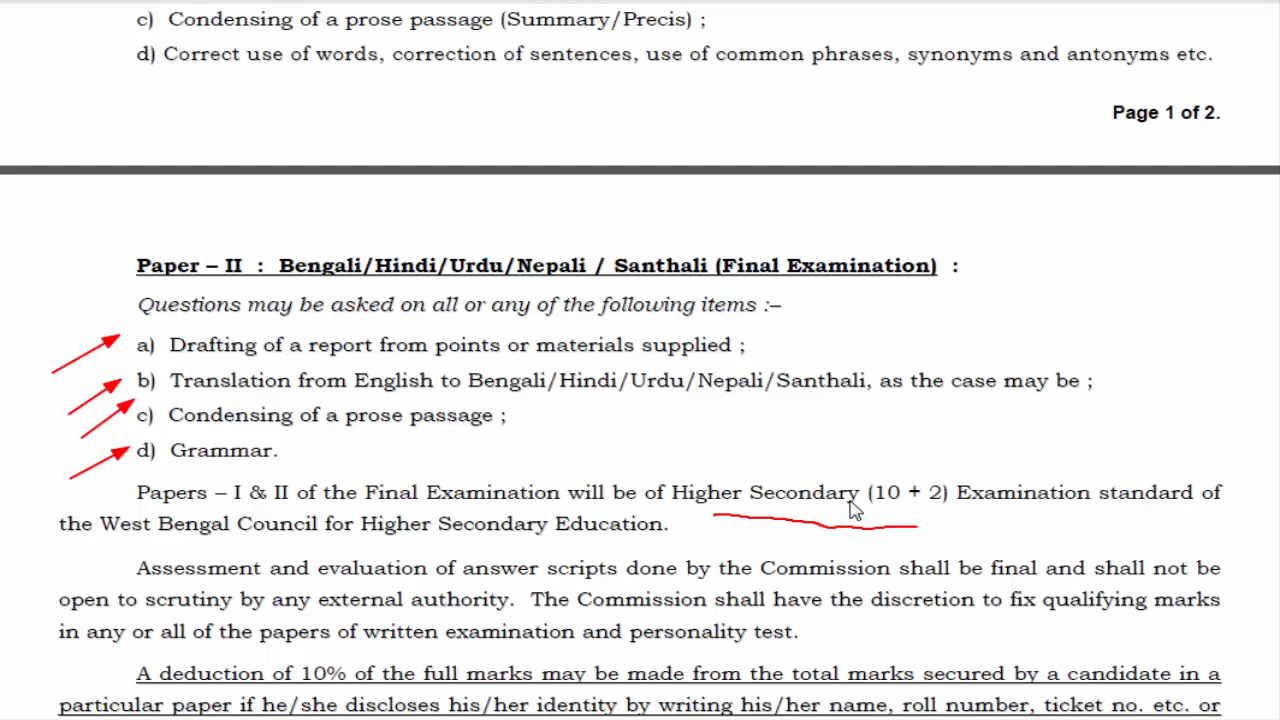 c) Condensing of a prose passage (Summary/Precis) ;
d) Correct use of words, correction of sentences, use of common phrases, synonyms and antonyms etc.
Page 1 of 2.
Paper – II : Bengali/Hindi/Urdu/Nepali / Santhali (Final Examination) :
Questions may be asked on all or any of the following items :–
a) Drafting of a report from points or materials supplied ;
b) Translation from English to Bengali/Hindi/Urdu/Nepali/Santhali, as the case may be ;
c) Condensing of a prose passage ;
d) Grammar.
Papers – I & II of the Final Examination will be of Higher Secondary (10 + 2) Examination standard of
the West Bengal Council for Higher Secondary Education.
Assessment and evaluation of answer scripts done by the Commission shall be final and shall not be
open to scrutiny by any external authority. The Commission shall have the discretion to fix qualifying marks
in any or all of the papers of written examination and personality test.
A deduction of 10% of the full marks may be made from the total marks secured by a candidate in a
particular paper if he/she discloses his/her identity by writing his/her name, roll number, ticket no. etc. or